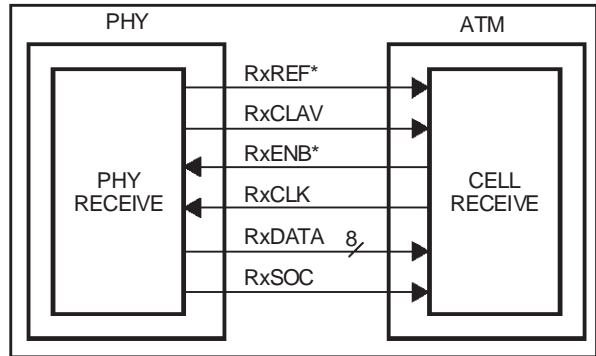 PHY
ATM
RxREF*
RxCLAV
RxENB*
RxCLK
RxDATA 8
RxSOC
PHY
RECEIVE
CELL
RECEIVE